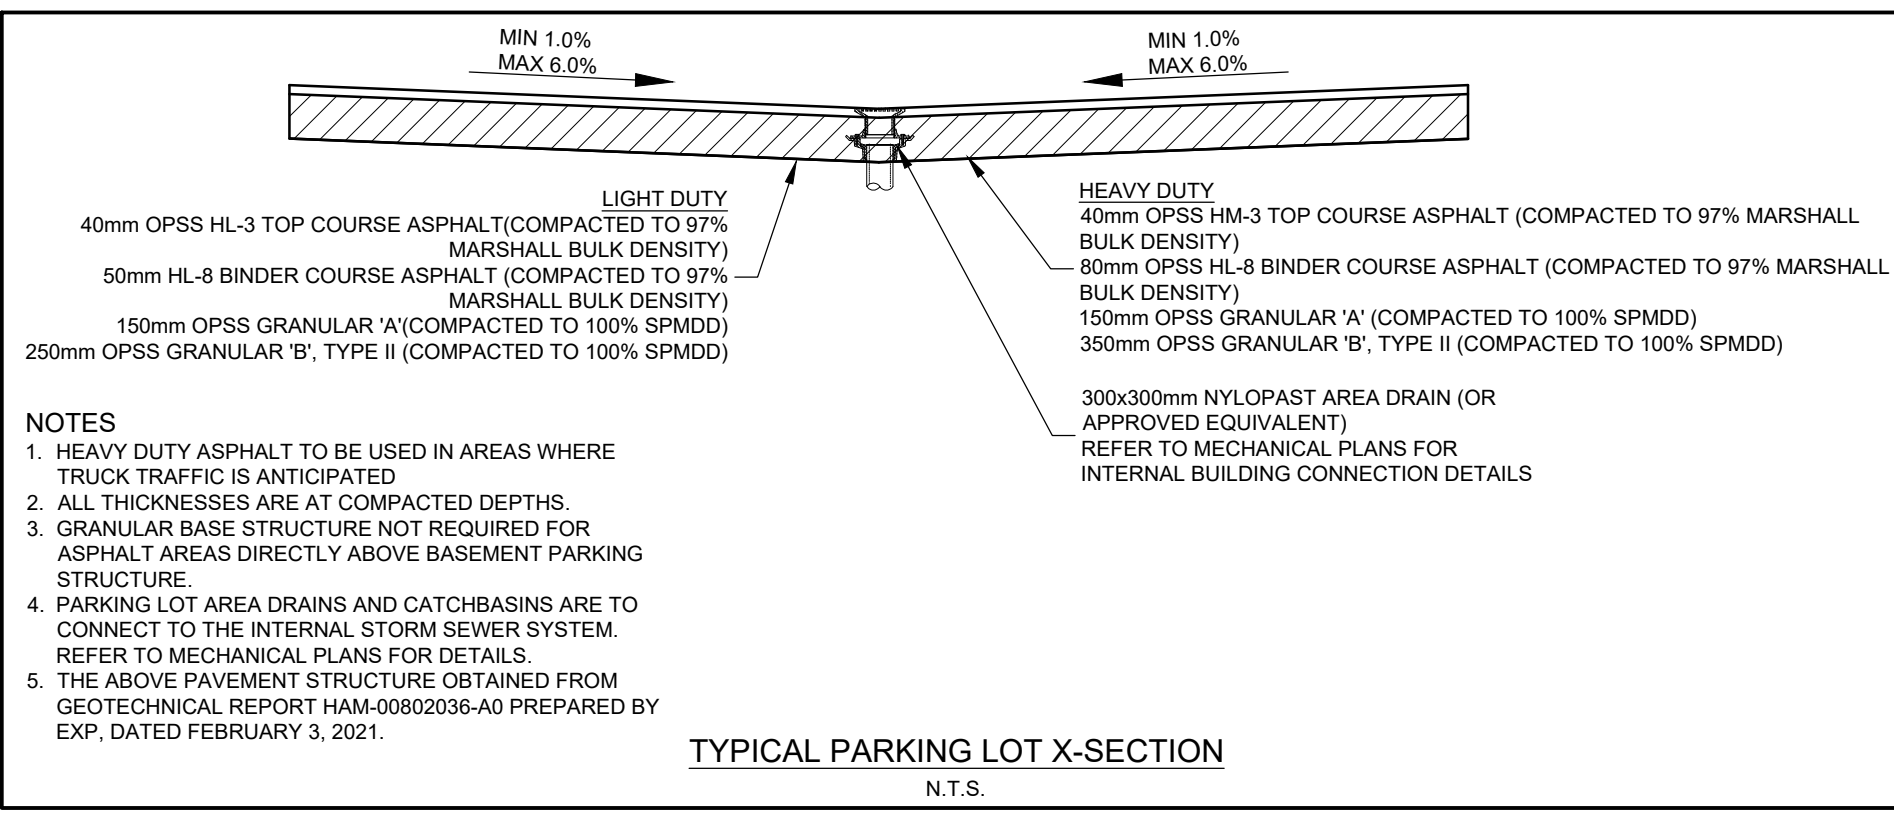 MIN 1.0%
MAX 6.0%
MIN 1.0%
MAX 6.0%
LIGHT DUTY
40mm OPSS HL-3 TOP COURSE ASPHALT(COMPACTED TO 97%
MARSHALL BULK DENSITY)
50mm HL-8 BINDER COURSE ASPHALT (COMPACTED TO 97%
MARSHALL BULK DENSITY)
150mm OPSS GRANULAR 'A'(COMPACTED TO 100% SPMDD)
250mm OPSS GRANULAR 'B', TYPE II (COMPACTED TO 100% SPMDD)
HEAVY DUTY
40mm OPSS HM-3 TOP COURSE ASPHALT (COMPACTED TO 97% MARSHALL
BULK DENSITY)
80mm OPSS HL-8 BINDER COURSE ASPHALT (COMPACTED TO 97% MARSHALL
BULK DENSITY)
150mm OPSS GRANULAR 'A' (COMPACTED TO 100% SPMDD)
350mm OPSS GRANULAR 'B', TYPE II (COMPACTED TO 100% SPMDD)
300x300mm NYLOPAST AREA DRAIN (OR
APPROVED EQUIVALENT)
REFER TO MECHANICAL PLANS FOR
INTERNAL BUILDING CONNECTION DETAILS
NOTES
1. HEAVY DUTY ASPHALT TO BE USED IN AREAS WHERE
TRUCK TRAFFIC IS ANTICIPATED
2. ALL THICKNESSES ARE AT COMPACTED DEPTHS.
3. GRANULAR BASE STRUCTURE NOT REQUIRED FOR
ASPHALT AREAS DIRECTLY ABOVE BASEMENT PARKING
STRUCTURE.
4. PARKING LOT AREA DRAINS AND CATCHBASINS ARE TO
CONNECT TO THE INTERNAL STORM SEWER SYSTEM.
REFER TO MECHANICAL PLANS FOR DETAILS.
5. THE ABOVE PAVEMENT STRUCTURE OBTAINED FROM
GEOTECHNICAL REPORT HAM-00802036-A0 PREPARED BY
EXP, DATED FEBRUARY 3, 2021.
TYPICAL PARKING LOT X-SECTION
N.T.S.